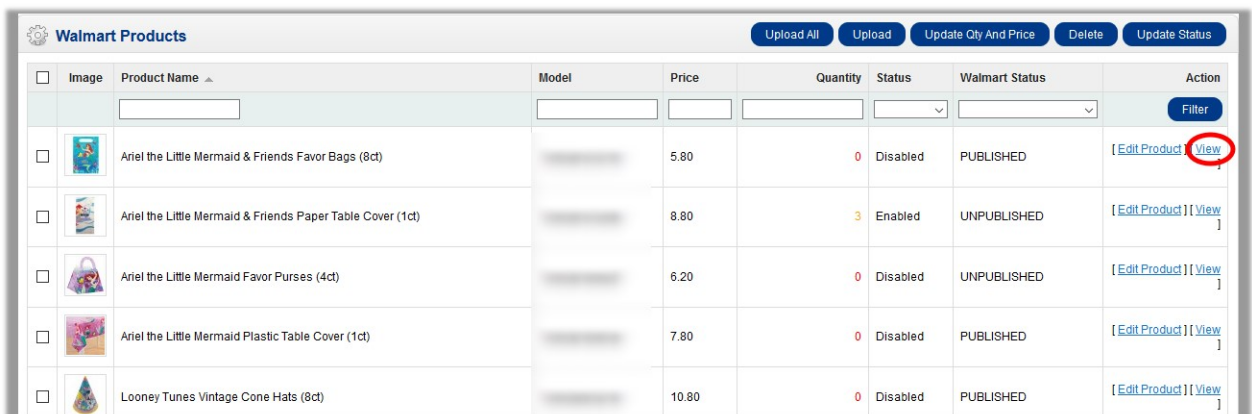 Walmart Products
Upload All Upload Update Qty And Price Delete Update Status
Image Product Name Model Price Quantity Status Walmart Status Action
Filter
Ariel the Little Mermaid & Friends Favor Bags (8ct) 5.80 0 Disabled PUBLISHED [ Edit Product ] [ View
]
Ariel the Little Mermaid & Friends Paper Table Cover (1ct) 8.80 3 Enabled UNPUBLISHED [ Edit Product ] [ View
]
Ariel the Little Mermaid Favor Purses (4ct) 6.20 0 Disabled UNPUBLISHED [ Edit Product ] [ View
]
Ariel the Little Mermaid Plastic Table Cover (1ct) 7.80 0 Disabled PUBLISHED [ Edit Product ] [ View
]
Looney Tunes Vintage Cone Hats (8ct) 10.80 0 Disabled PUBLISHED [ Edit Product ] [ View
]